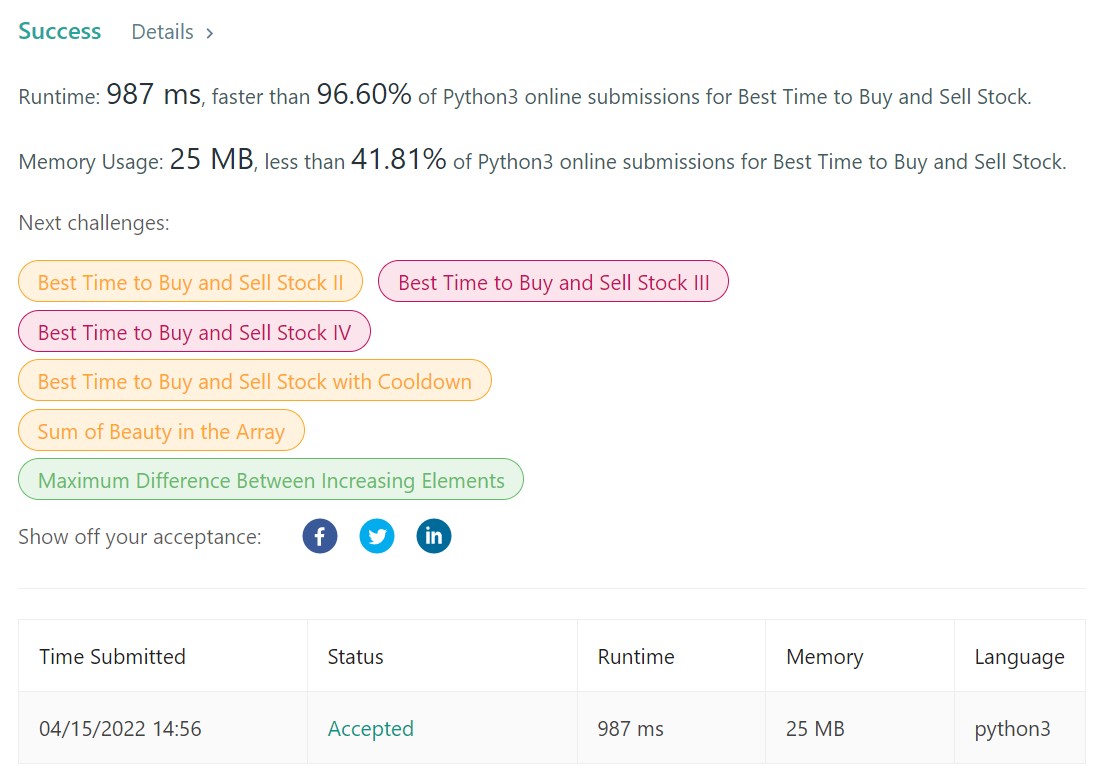 Success Details >
Runtime: 987 ms, faster than 96.60% of Python3 online submissions for Best Time to Buy and Sell Stock.
Memory Usage: 25 MB, less than 41.81% of Python3 online submissions for Best Time to Buy and Sell Stock.
Next challenges:
Best Time to Buy and Sell Stock II Best Time to Buy and Sell Stock III
Best Time to Buy and Sell Stock IV
Best Time to Buy and Sell Stock with Cooldown
Sum of Beauty in the Array
Maximum Difference Between Increasing Elements
Show off your acceptance: f in
Time Submitted Status Runtime Memory Language
04/15/2022 14:56 Accepted 987 ms 25 MB python3